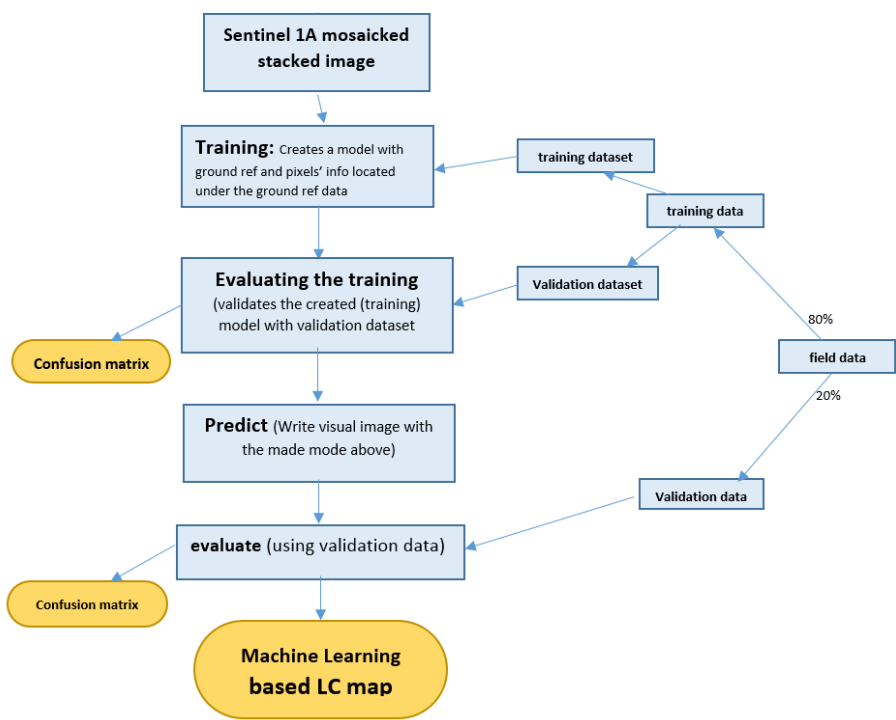 Sentinel 1A mosaicked
stacked image
Training: Creates a model with
ground ref and pixels' info located
under the ground ref data
training dataset
training data
Evaluating the training
(validates the created (training)
model with validation dataset
Validation dataset
80%
field data
20%
Confusion matrix
Predict (Write visual image with
the made mode above)
Validation data
evaluate (using validation data)
Confusion matrix
Machine Learning
based LC map